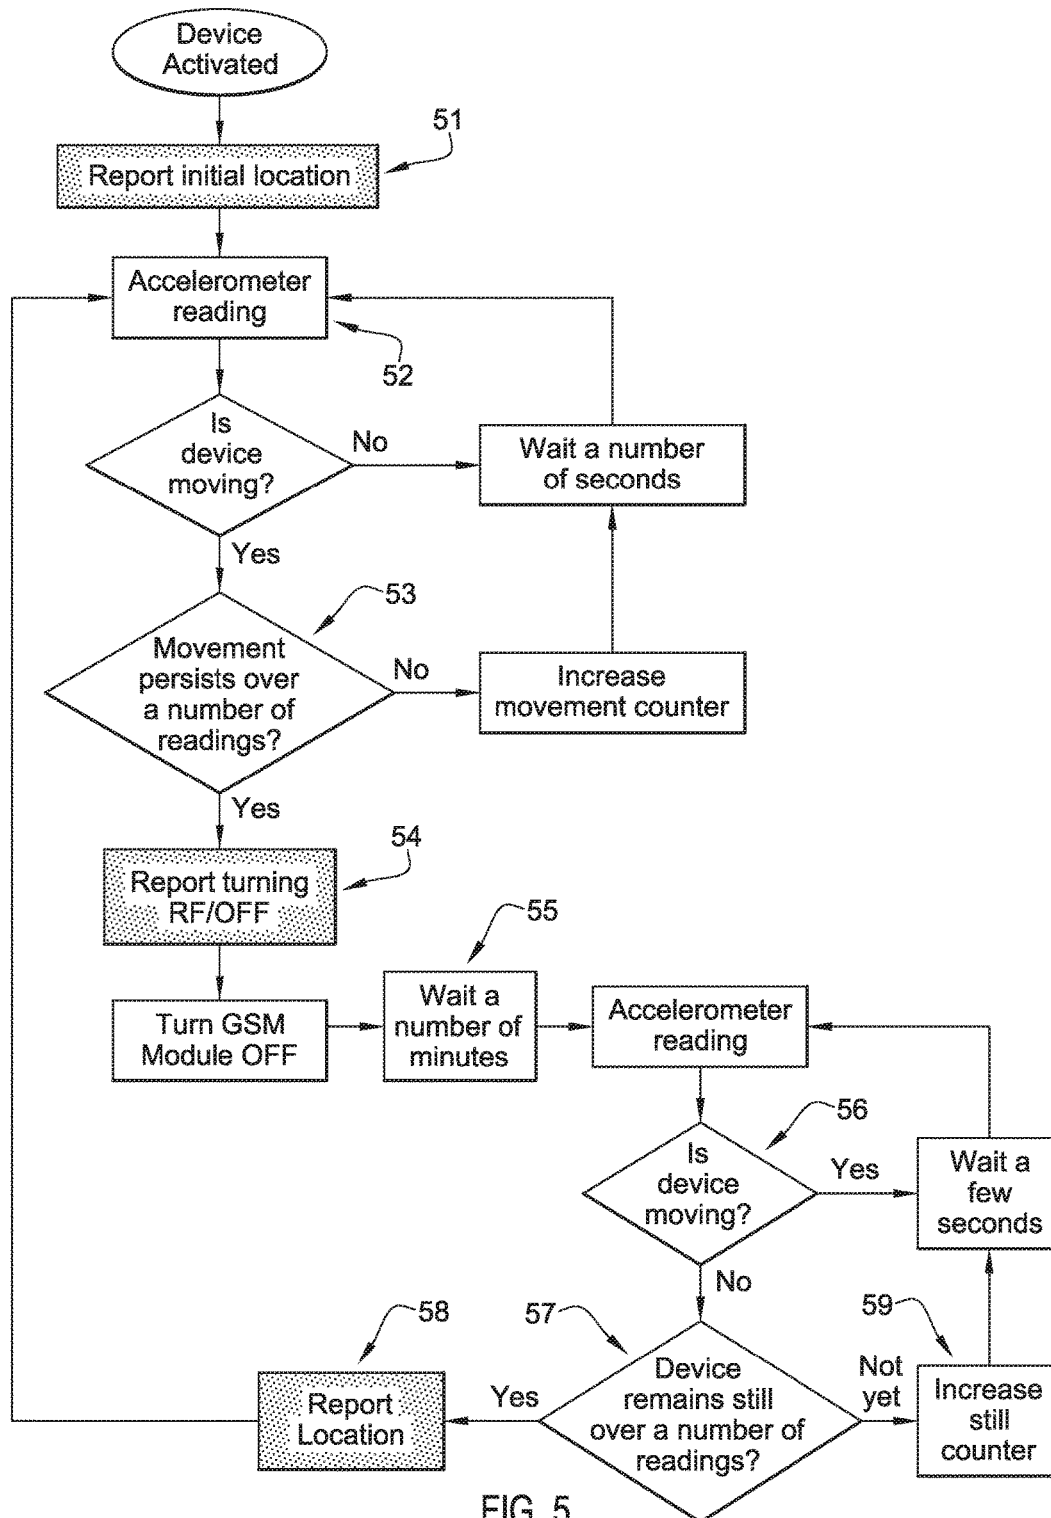 Device
Activated
51
Report initial location
Accelerometer
reading
52
Is
device
moving?
No
Wait a number
of seconds
Yes
53
Movement
persists over
a number of
readings?
No
Increase
movement counter
Yes
54
Report turning
RF/OFF
55
Turn GSM
Module OFF
Wait a
number of
minutes
Accelerometer
reading
56
Is
device
moving?
Yes
Wait a
few
seconds
No
58
57
59
Report
Location
Yes
Device
remains still
over a number of
readings?
Not
yet
Increase
still
counter
FIG. 5